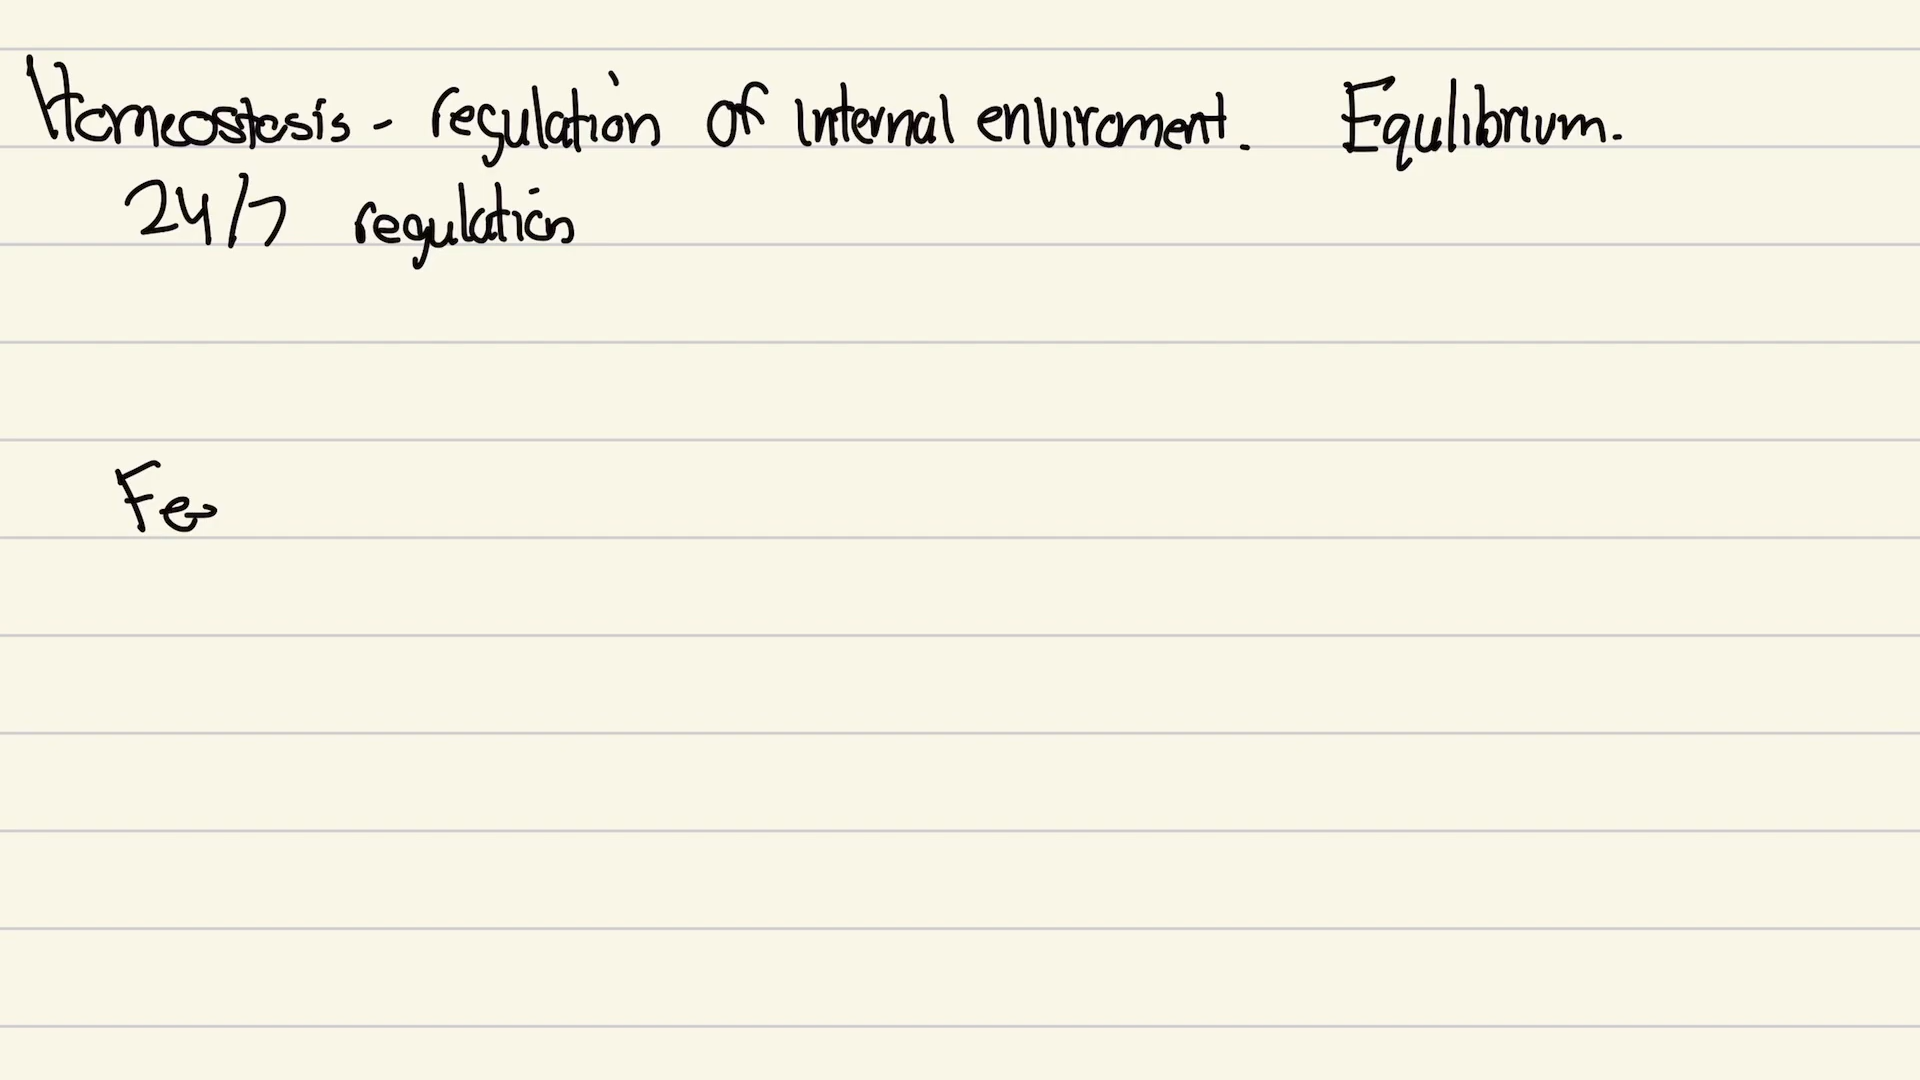 Homeostasis - regulation of internal enviroment. Equlibrium.
24/7 regulation
Fe